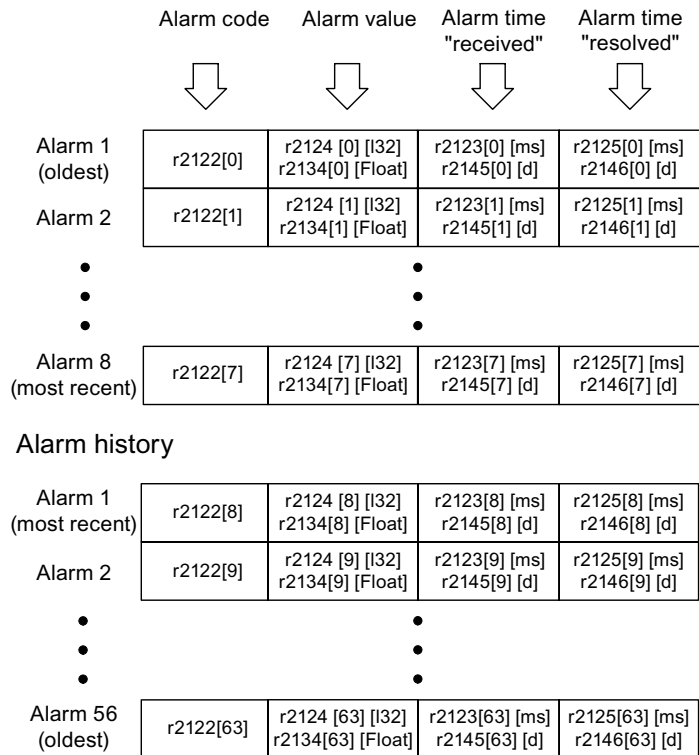 Alarm code Alarm value Alarm time "received" Alarm time "resolved"
Alarm 1 (oldest)
r2122[0]
r2124 [0] [I32]
r2134[0] [Float]
r2123[0] [ms]
r2145[0] [d]
r2125[0] [ms]
r2146[0] [d]
Alarm 2
r2122[1]
r2124 [1] [I32]
r2134[1] [Float]
r2123[1] [ms]
r2145[1] [d]
r2125[1] [ms]
r2146[1] [d]
Alarm 8 (most recent)
r2122[7]
r2124 [7] [I32]
r2134[7] [Float]
r2123[7] [ms]
r2145[7] [d]
r2125[7] [ms]
r2146[7] [d]
Alarm history
Alarm 1 (most recent)
r2122[8]
r2124 [8] [I32]
r2134[8] [Float]
r2123[8] [ms]
r2145[8] [d]
r2125[8] [ms]
r2146[8] [d]
Alarm 2
r2122[9]
r2124 [9] [I32]
r2134[9] [Float]
r2123[9] [ms]
r2145[9] [d]
r2125[9] [ms]
r2146[9] [d]
Alarm 56 (oldest)
r2122[63]
r2124 [63] [I32]
r2134[63] [Float]
r2123[63] [ms]
r2145[63] [d]
r2125[63] [ms]
r2146[63] [d]